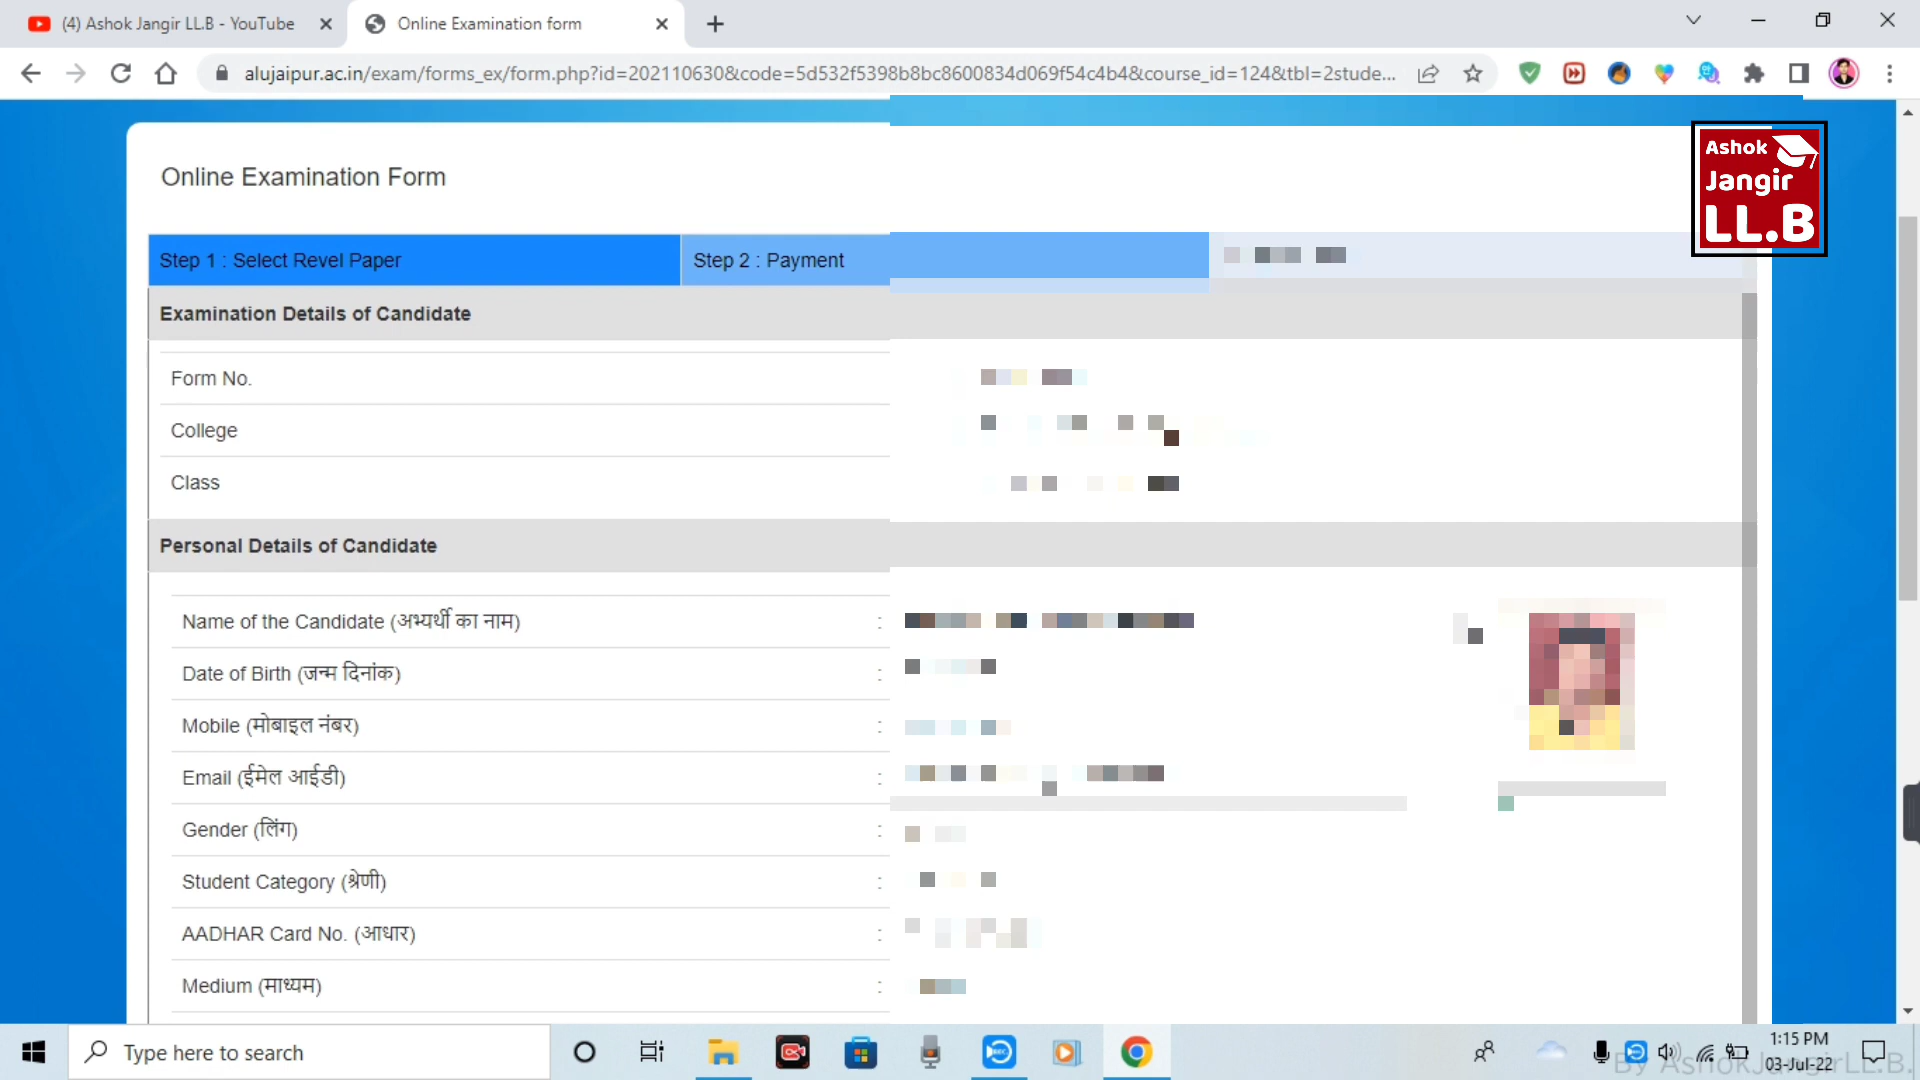 (4) Ashok Jangir LL.B - YouTube
Online Examination form
alujaipur.ac.in/exam/forms_ex/form.php?id=202110630&code=5d532f5398b8bc8600834d069f54c4b4&course_id=124&tbl=2stude...
Ashok
Jangir
LL.B
Online Examination Form
Step 1 : Select Revel Paper
Step 2 : Payment
Examination Details of Candidate
Form No.
College
Class
Personal Details of Candidate
Name of the Candidate (अभ्यर्थी का नाम) :
Date of Birth (जन्म दिनांक) :
Mobile (मोबाइल नंबर) :
Email (ईमेल आईडी) :
Gender (लिंग) :
Student Category (श्रेणी) :
AADHAR Card No. (आधार) :
Medium (माध्यम) :
Type here to search
1:15 PM
03-Jul-22
By AshokJangirLL.B.